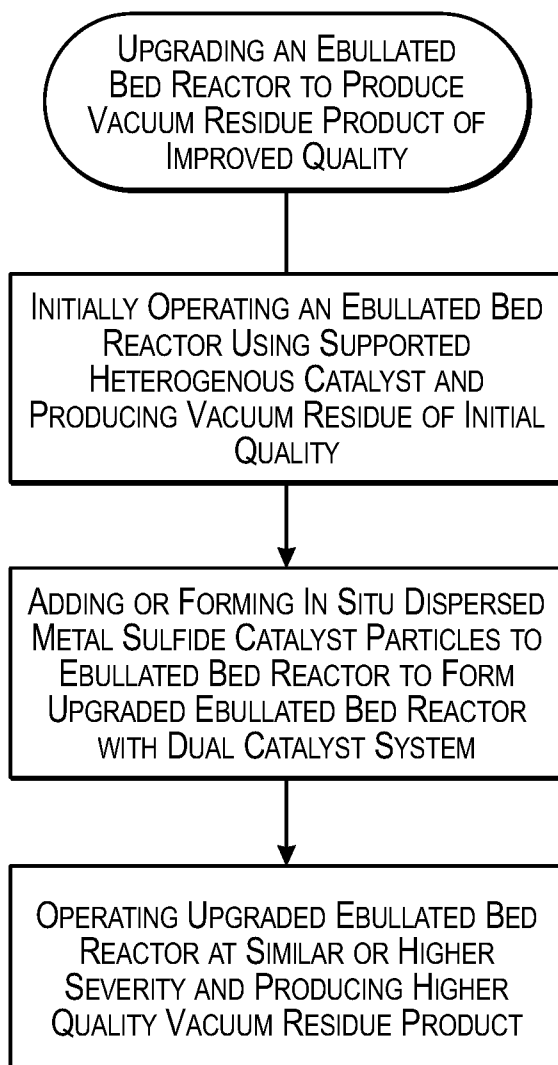 UPGRADING AN EBULLATED
BED REACTOR TO PRODUCE
VACUUM RESIDUE PRODUCT OF
IMPROVED QUALITY
INITIALLY OPERATING AN EBULLATED BED
REACTOR USING SUPPORTED
HETEROGENOUS CATALYST AND
PRODUCING VACUUM RESIDUE OF INITIAL
QUALITY
ADDING OR FORMING IN SITU DISPERSED
METAL SULFIDE CATALYST PARTICLES TO
EBULLATED BED REACTOR TO FORM
UPGRADED EBULLATED BED REACTOR
WITH DUAL CATALYST SYSTEM
OPERATING UPGRADED EBULLATED BED
REACTOR AT SIMILAR OR HIGHER
SEVERITY AND PRODUCING HIGHER
QUALITY VACUUM RESIDUE PRODUCT